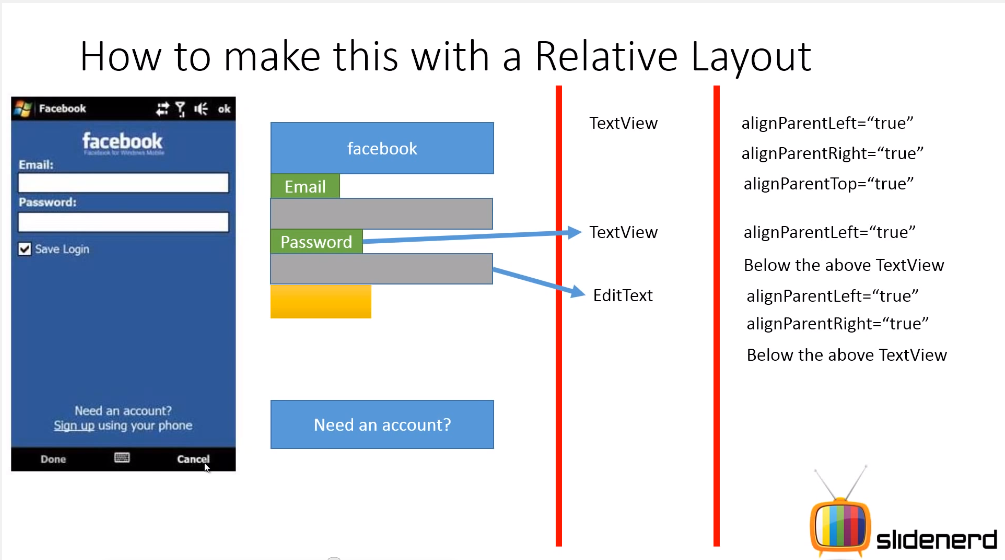 How to make this with a Relative Layout
Facebook
ok
facebook
Facebook for Windows Mobile
Email:
Password:
Save Login
Need an account?
Sign up using your phone
Done
Cancel
facebook
Email
Password
Need an account?
TextView
alignParentLeft=“true”
alignParentRight=“true”
alignParentTop=“true”
TextView
alignParentLeft=“true”
Below the above TextView
EditText
alignParentLeft=“true”
alignParentRight=“true”
Below the above TextView
slidenerd